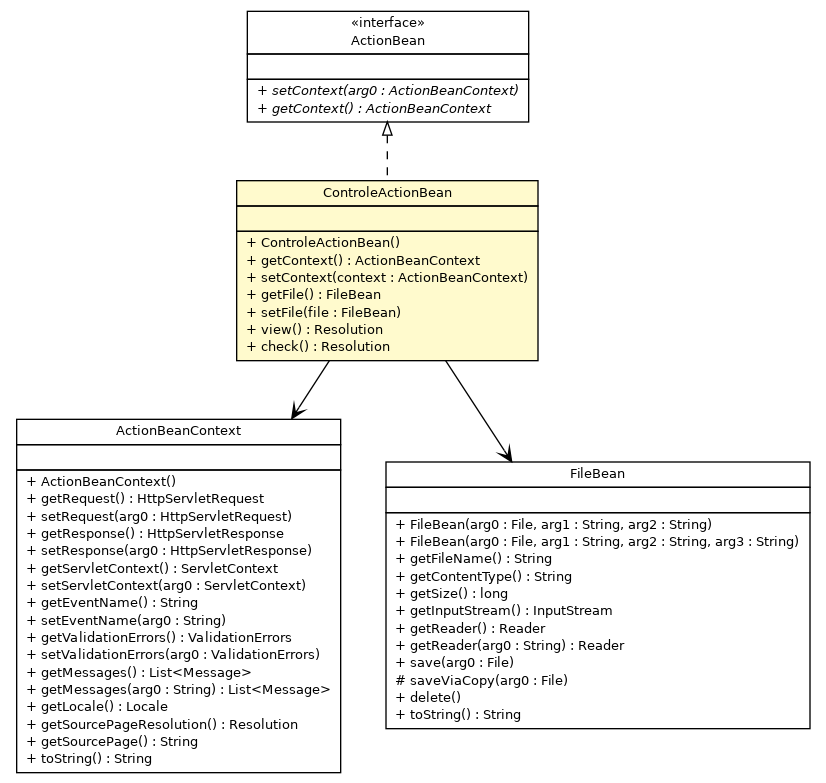 «interface»
ActionBean
+ setContext(arg0 : ActionBeanContext)
+ getContext() : ActionBeanContext
ControleActionBean
+ ControleActionBean()
+ getContext() : ActionBeanContext
+ setContext(context : ActionBeanContext)
+ getFile() : FileBean
+ setFile(file : FileBean)
+ view() : Resolution
+ check() : Resolution
ActionBeanContext
+ ActionBeanContext()
+ getRequest() : HttpServletRequest
+ setRequest(arg0 : HttpServletRequest)
+ getResponse() : HttpServletResponse
+ setResponse(arg0 : HttpServletResponse)
+ getServletContext() : ServletContext
+ setServletContext(arg0 : ServletContext)
+ getEventName() : String
+ setEventName(arg0 : String)
+ getValidationErrors() : ValidationErrors
+ setValidationErrors(arg0 : ValidationErrors)
+ getMessages() : List<Message>
+ getMessages(arg0 : String) : List<Message>
+ getLocale() : Locale
+ getSourcePageResolution() : Resolution
+ getSourcePage() : String
+ toString() : String
FileBean
+ FileBean(arg0 : File, arg1 : String, arg2 : String)
+ FileBean(arg0 : File, arg1 : String, arg2 : String, arg3 : String)
+ getFileName() : String
+ getContentType() : String
+ getSize() : long
+ getInputStream() : InputStream
+ getReader() : Reader
+ getReader(arg0 : String) : Reader
+ save(arg0 : File)
# saveViaCopy(arg0 : File)
+ delete()
+ toString() : String